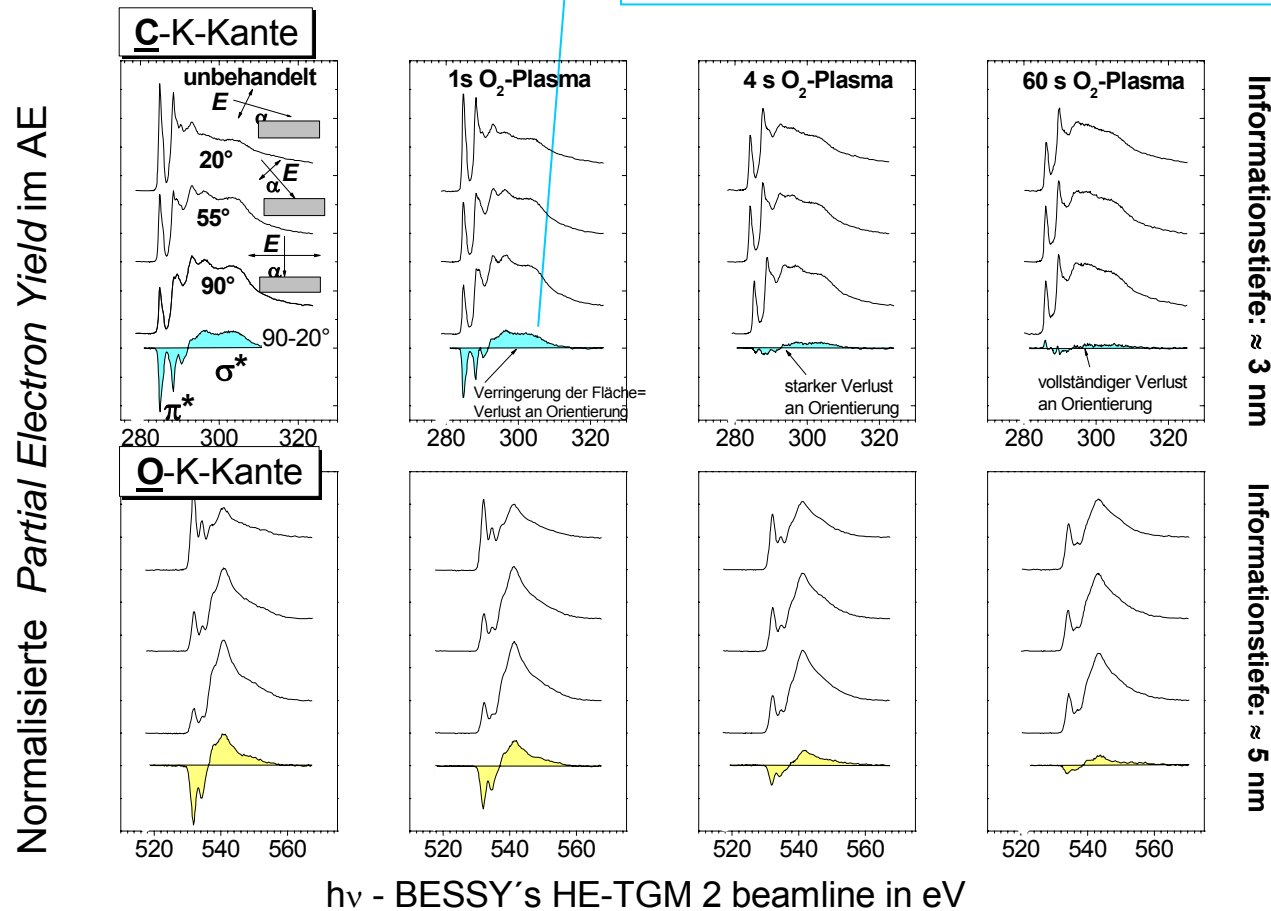 C-K-Kante
Normalisierte Partial Electron Yield im AE
unbehandelt
E
α
20°
E
α
55°
E
α
90°
90-20°
σ*
π*
280 300 320
1s O2-Plasma
Verringerung der Fläche=
Verlust an Orientierung
280 300 320
4 s O2-Plasma
starker Verlust
an Orientierung
280 300 320
60 s O2-Plasma
vollständiger Verlust
an Orientierung
280 300 320
Informationstiefe: ≈ 3 nm
O-K-Kante
520 540 560
520 540 560
520 540 560
520 540 560
Informationstiefe: ≈ 5 nm
hν - BESSY´s HE-TGM 2 beamline in eV